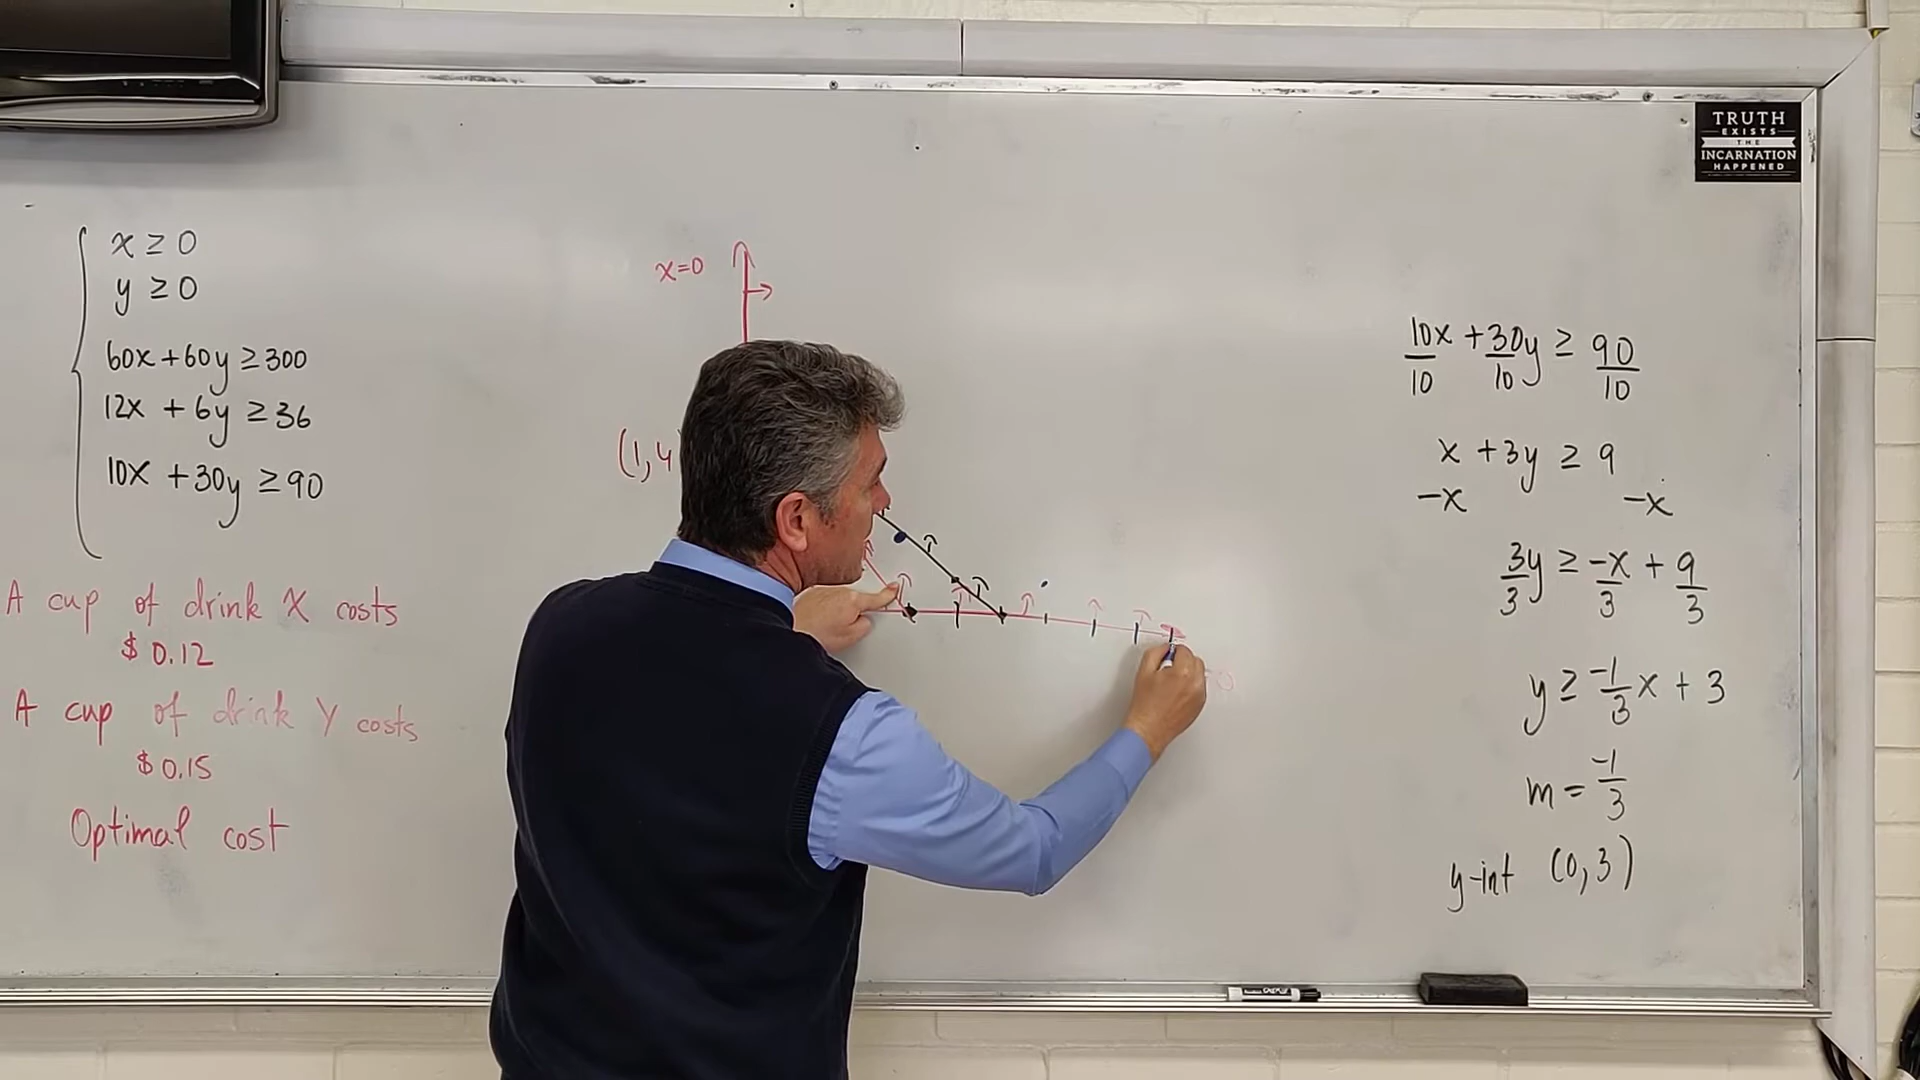 x ≥ 0
y ≥ 0
60x + 60y ≥ 300
12x + 6y ≥ 36
10x + 30y ≥ 90
A cup of drink X costs
$ 0.12
A cup of drink Y costs
$ 0.15
Optimal cost
x=0
(1,4
10x + 30y ≥ 90
10 10 10
x + 3y ≥ 9
-x -x
3y ≥ -x + 9
3 3 3
y ≥ -1/3 x + 3
m = -1/3
y-int (0,3)
TRUTH
EXISTS
THE
INCARNATION
HAPPENED